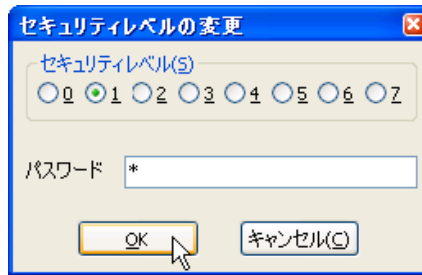 セキュリティレベルの変更
セキュリティレベル(S)
0 1 2 3 4 5 6 7
パスワード *
OK キャンセル(C)